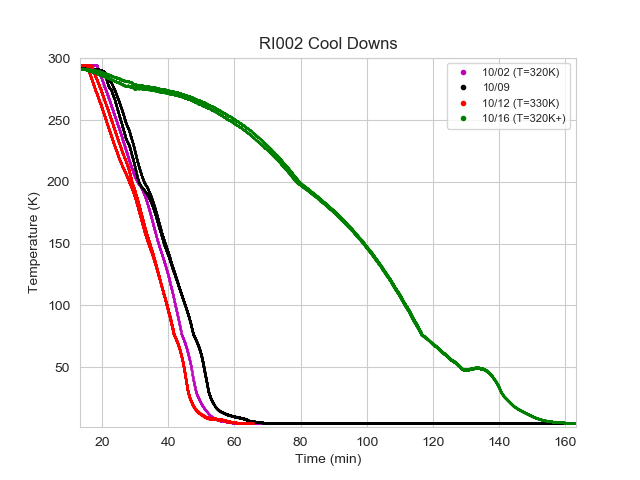 RI002 Cool Downs
10/02 (T=320K)
10/09
10/12 (T=330K)
10/16 (T=320K+)
Temperature (K)
300
250
200
150
100
50
20 40 60 80 100 120 140 160
Time (min)